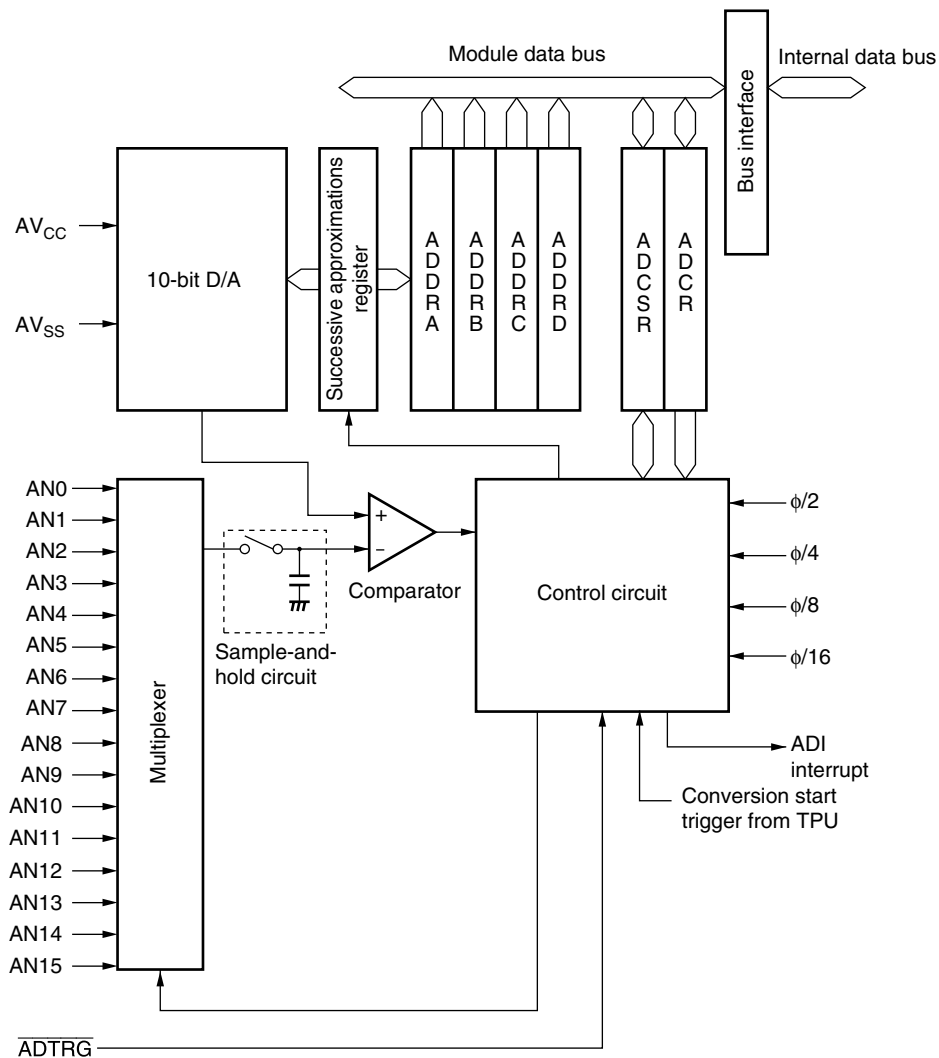 Module data bus
Internal data bus
Bus interface
AVCC
AVSS
10-bit D/A
Successive approximations
register
ADDRA
ADDRB
ADDRC
ADDRD
ADCSR
ADCR
AN0
AN1
AN2
AN3
AN4
AN5
AN6
AN7
AN8
AN9
AN10
AN11
AN12
AN13
AN14
AN15
Multiplexer
+
−
Comparator
Sample-and-
hold circuit
Control circuit
ϕ/2
ϕ/4
ϕ/8
ϕ/16
ADI
interrupt
Conversion start
trigger from TPU
ADTRG